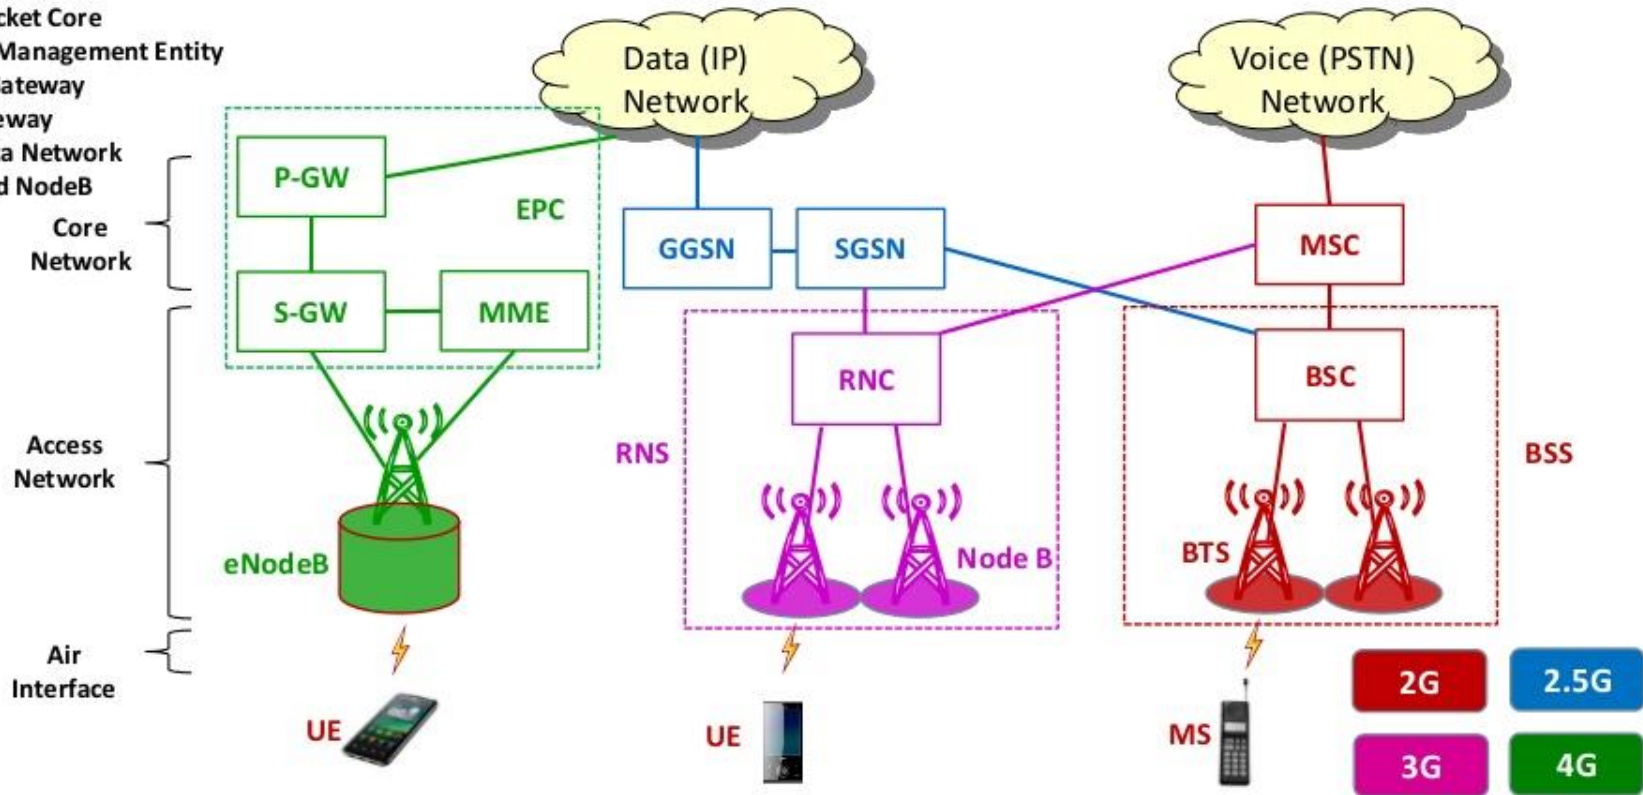 cket Core
Management Entity
ateway
eway
ta Network
d NodeB
Data (IP)
Network
Voice (PSTN)
Network
P-GW
EPC
GGSN
SGSN
MSC
Core
Network
S-GW
MME
RNC
BSC
Access
Network
RNS
BSS
eNodeB
Node B
BTS
Air
Interface
UE
UE
MS
2G
2.5G
3G
4G